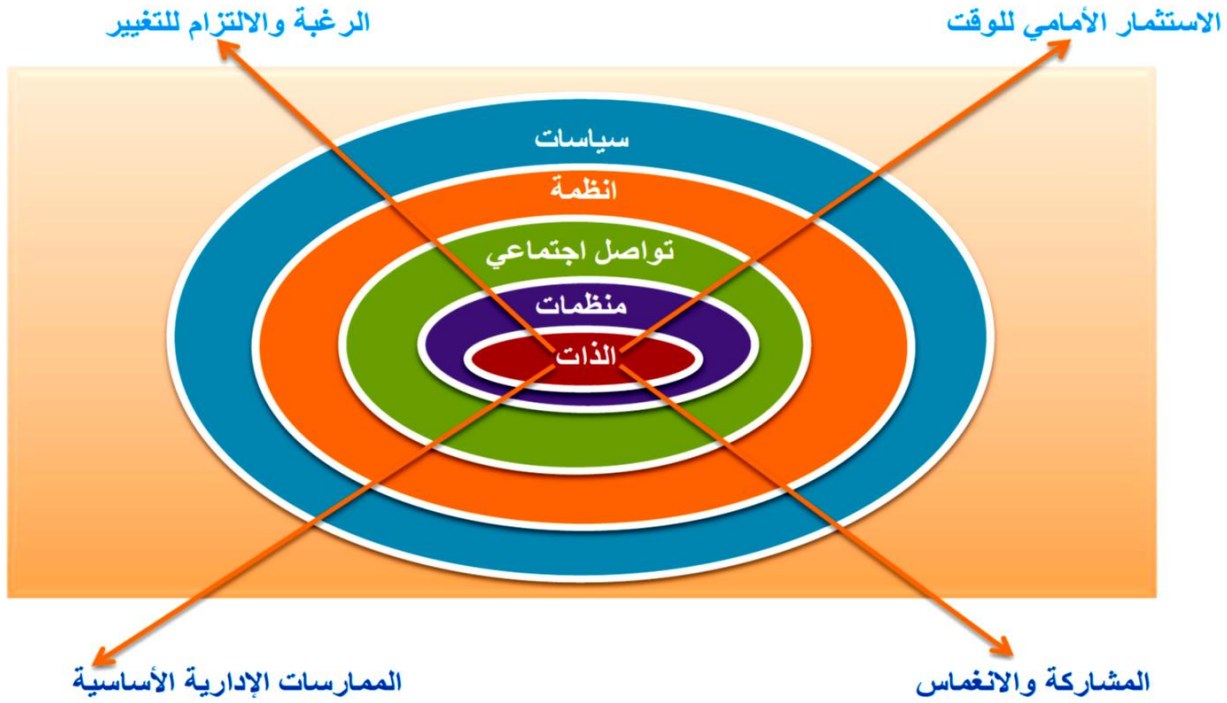 الاستثمار الأمامي للوقت
الرغبة والالتزام للتغيير
سياسات
انظمة
تواصل اجتماعي
منظمات
الذات
المشاركة والانغماس
الممارسات الإدارية الأساسية